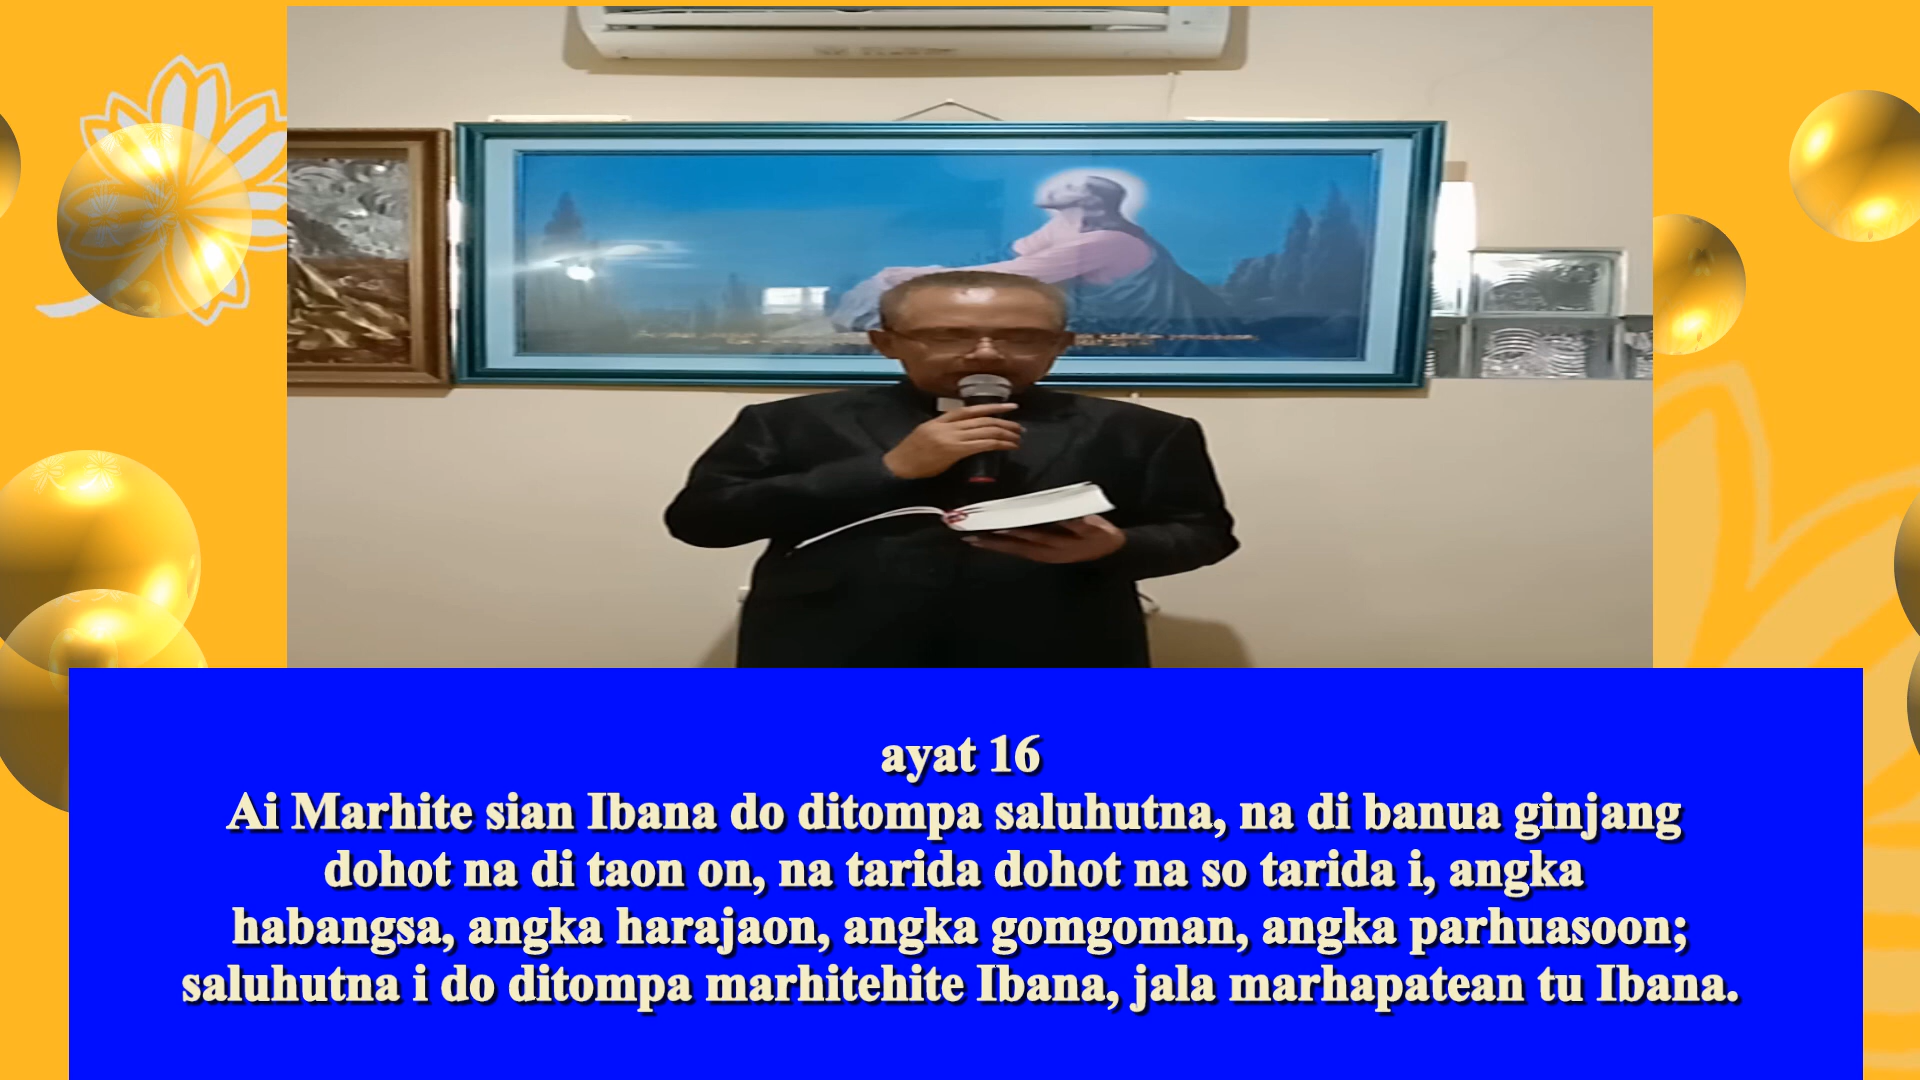 ayat 16
Ai Marhite sian Ibana do ditompa saluhutna, na di banua ginjang
dohot na di taon on, na tarida dohot na so tarida i, angka
habangsa, angka harajaon, angka gomgoman, angka parhuasoon;
saluhutna i do ditompa marhitehite Ibana, jala marhapatean tu Ibana.